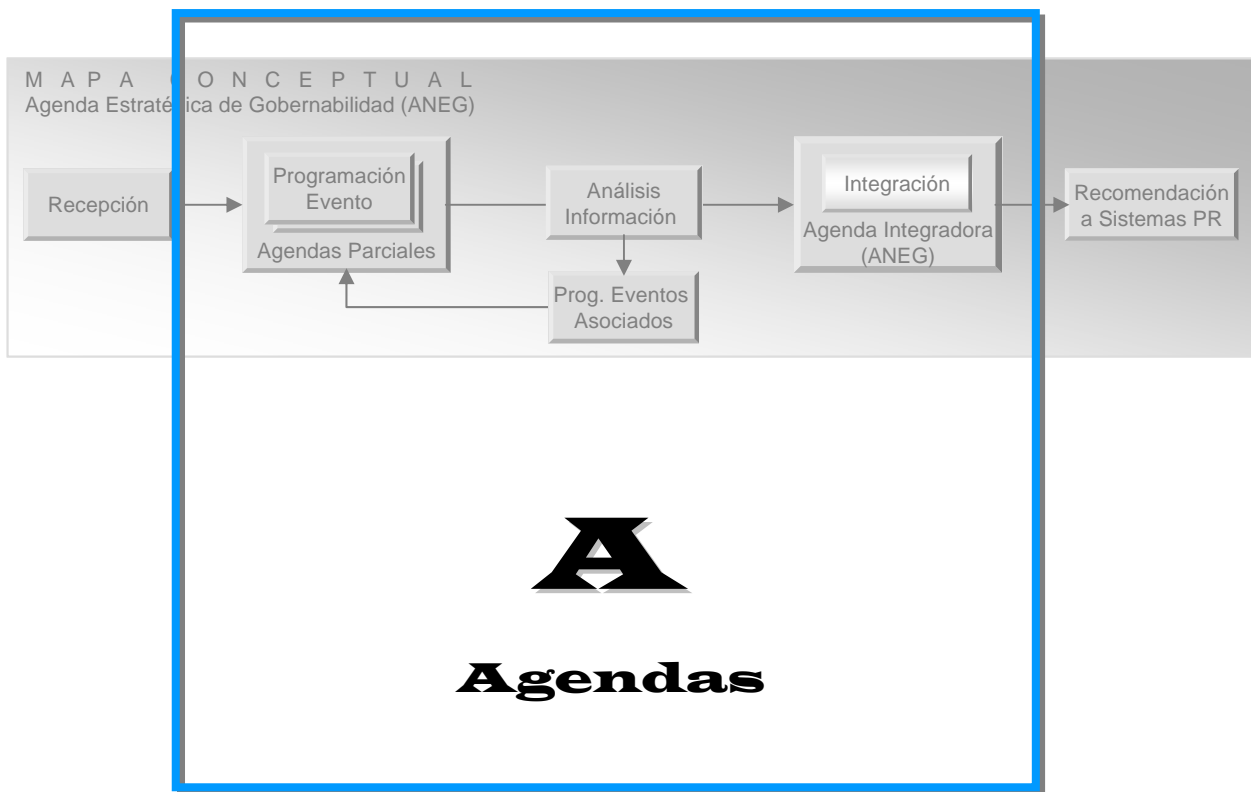 M A P A C O N C E P T U A L
Agenda Estratégica de Gobernabilidad (ANEG)
Recepción
Programación
Evento
Agendas Parciales
Análisis
Información
Prog. Eventos
Asociados
Integración
Agenda Integradora
(ANEG)
Recomendación
a Sistemas PR
A
Agendas